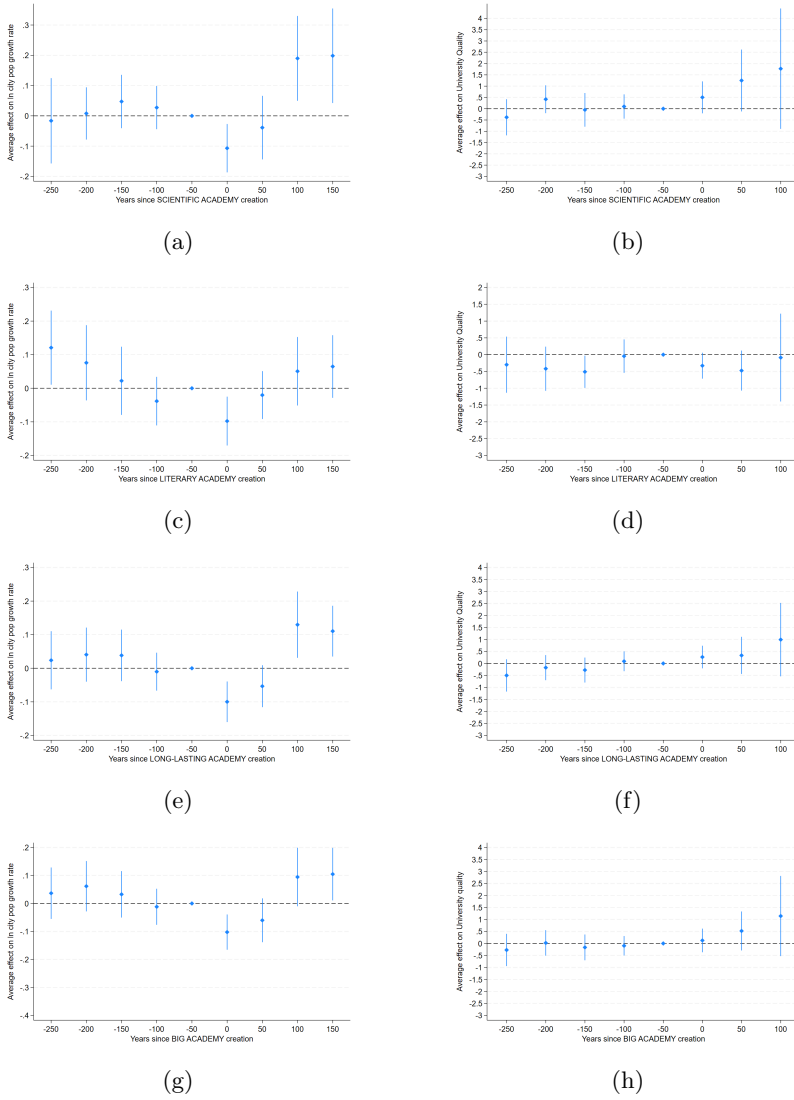 Average effect on ln city pop growth rate
.3
.2
.1
0
-.1
-.2
-250 -200 -150 -100 -50 0 50 100 150
Years since SCIENTIFIC ACADEMY creation
(a)
Average effect on University Quality
4
3.5
3
2.5
2
1.5
1
.5
0
-.5
-1
-1.5
-2
-2.5
-3
-250 -200 -150 -100 -50 0 50 100
Years since SCIENTIFIC ACADEMY creation
(b)
Average effect on ln city pop growth rate
.3
.2
.1
0
-.1
-.2
-250 -200 -150 -100 -50 0 50 100 150
Years since LITERARY ACADEMY creation
(c)
Average effect on University Quality
2
1.5
1
.5
0
-.5
-1
-1.5
-2
-2.5
-3
-250 -200 -150 -100 -50 0 50 100
Years since LITERARY ACADEMY creation
(d)
Average effect on ln city pop growth rate
.3
.2
.1
0
-.1
-.2
-250 -200 -150 -100 -50 0 50 100 150
Years since LONG-LASTING ACADEMY creation
(e)
Average effect on University Quality
4
3.5
3
2.5
2
1.5
1
.5
0
-.5
-1
-1.5
-2
-2.5
-3
-250 -200 -150 -100 -50 0 50 100
Years since LONG-LASTING ACADEMY creation
(f)
Average effect on ln city pop growth rate
.2
.1
0
-.1
-.2
-.3
-.4
-250 -200 -150 -100 -50 0 50 100 150
Years since BIG ACADEMY creation
(g)
Average effect on University quality
4
3.5
3
2.5
2
1.5
1
.5
0
-.5
-1
-1.5
-2
-2.5
-3
-250 -200 -150 -100 -50 0 50 100
Years since BIG ACADEMY creation
(h)